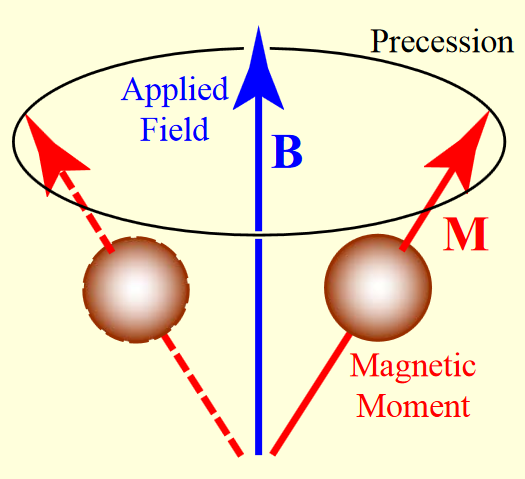 Precession
Applied
Field
B
M
Magnetic
Moment